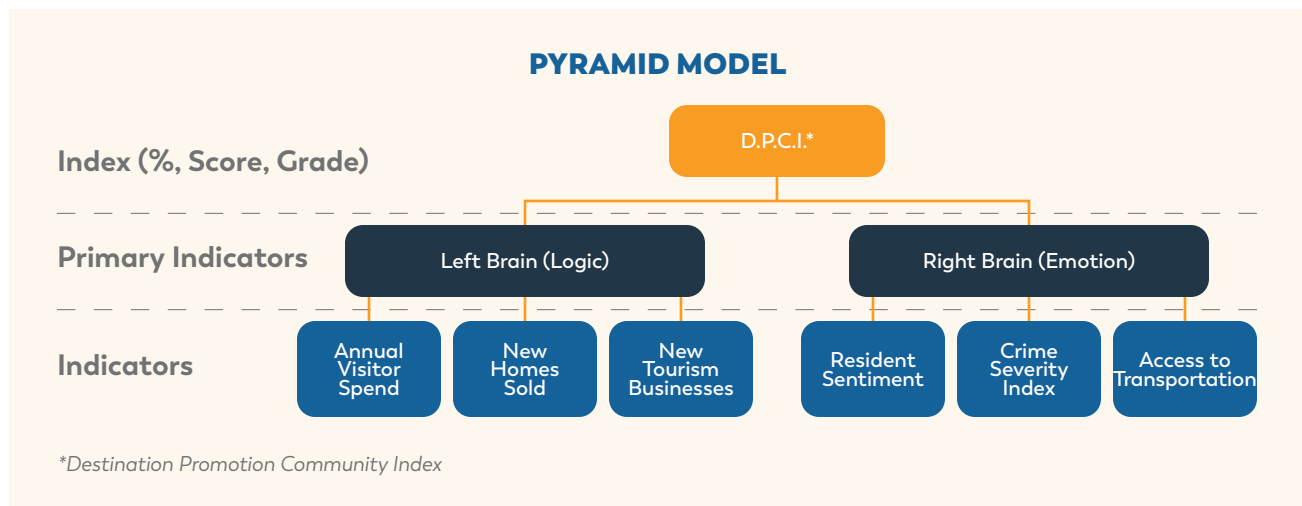 PYRAMID MODEL
D.P.C.I.*
Index (%, Score, Grade)
Primary Indicators
Left Brain (Logic)
Right Brain (Emotion)
Indicators
Annual
Visitor
Spend
New
Homes
Sold
New
Tourism
Businesses
Resident
Sentiment
Crime
Severity
Index
Access to
Transportation
*Destination Promotion Community Index